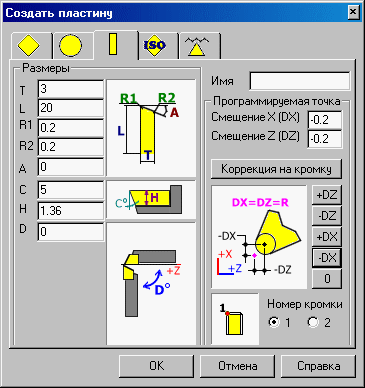 Создать пластину
ISO
Размеры
T 3
L 20
R1 0.2
R2 0.2
A 0
C 5
H 1.36
D 0
R1 R2
A
L
T
C° H
+Z
D°
Имя
Программируемая точка
Смещение X (DX) -0.2
Смещение Z (DZ) -0.2
Коррекция на кромку
DX=DZ=R
-DX
+X
+Z
-DZ
+DZ
-DZ
+DX
-DX
0
1
Номер кромки
1 2
OK Отмена Справка